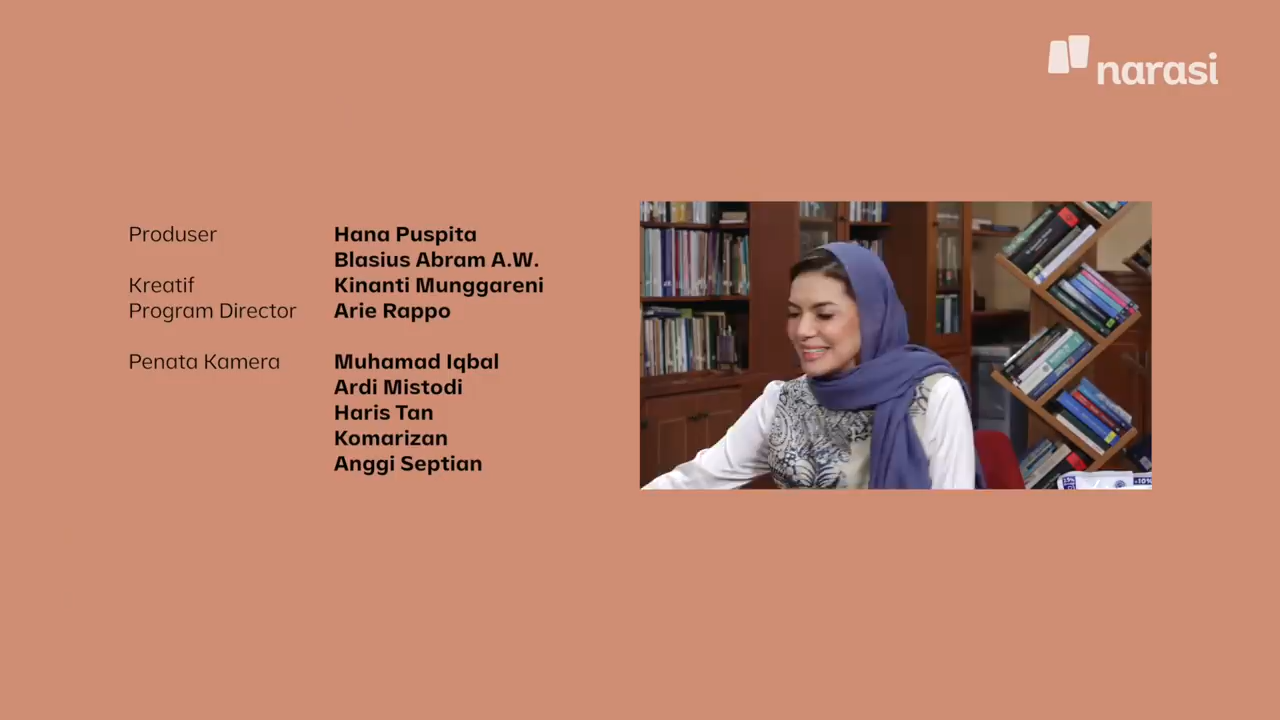 narasi
Produser Hana Puspita
Blasius Abram A.W.
Kreatif Kinanti Munggareni
Program Director Arie Rappo
Penata Kamera Muhamad Iqbal
Ardi Mistodi
Haris Tan
Komarizan
Anggi Septian